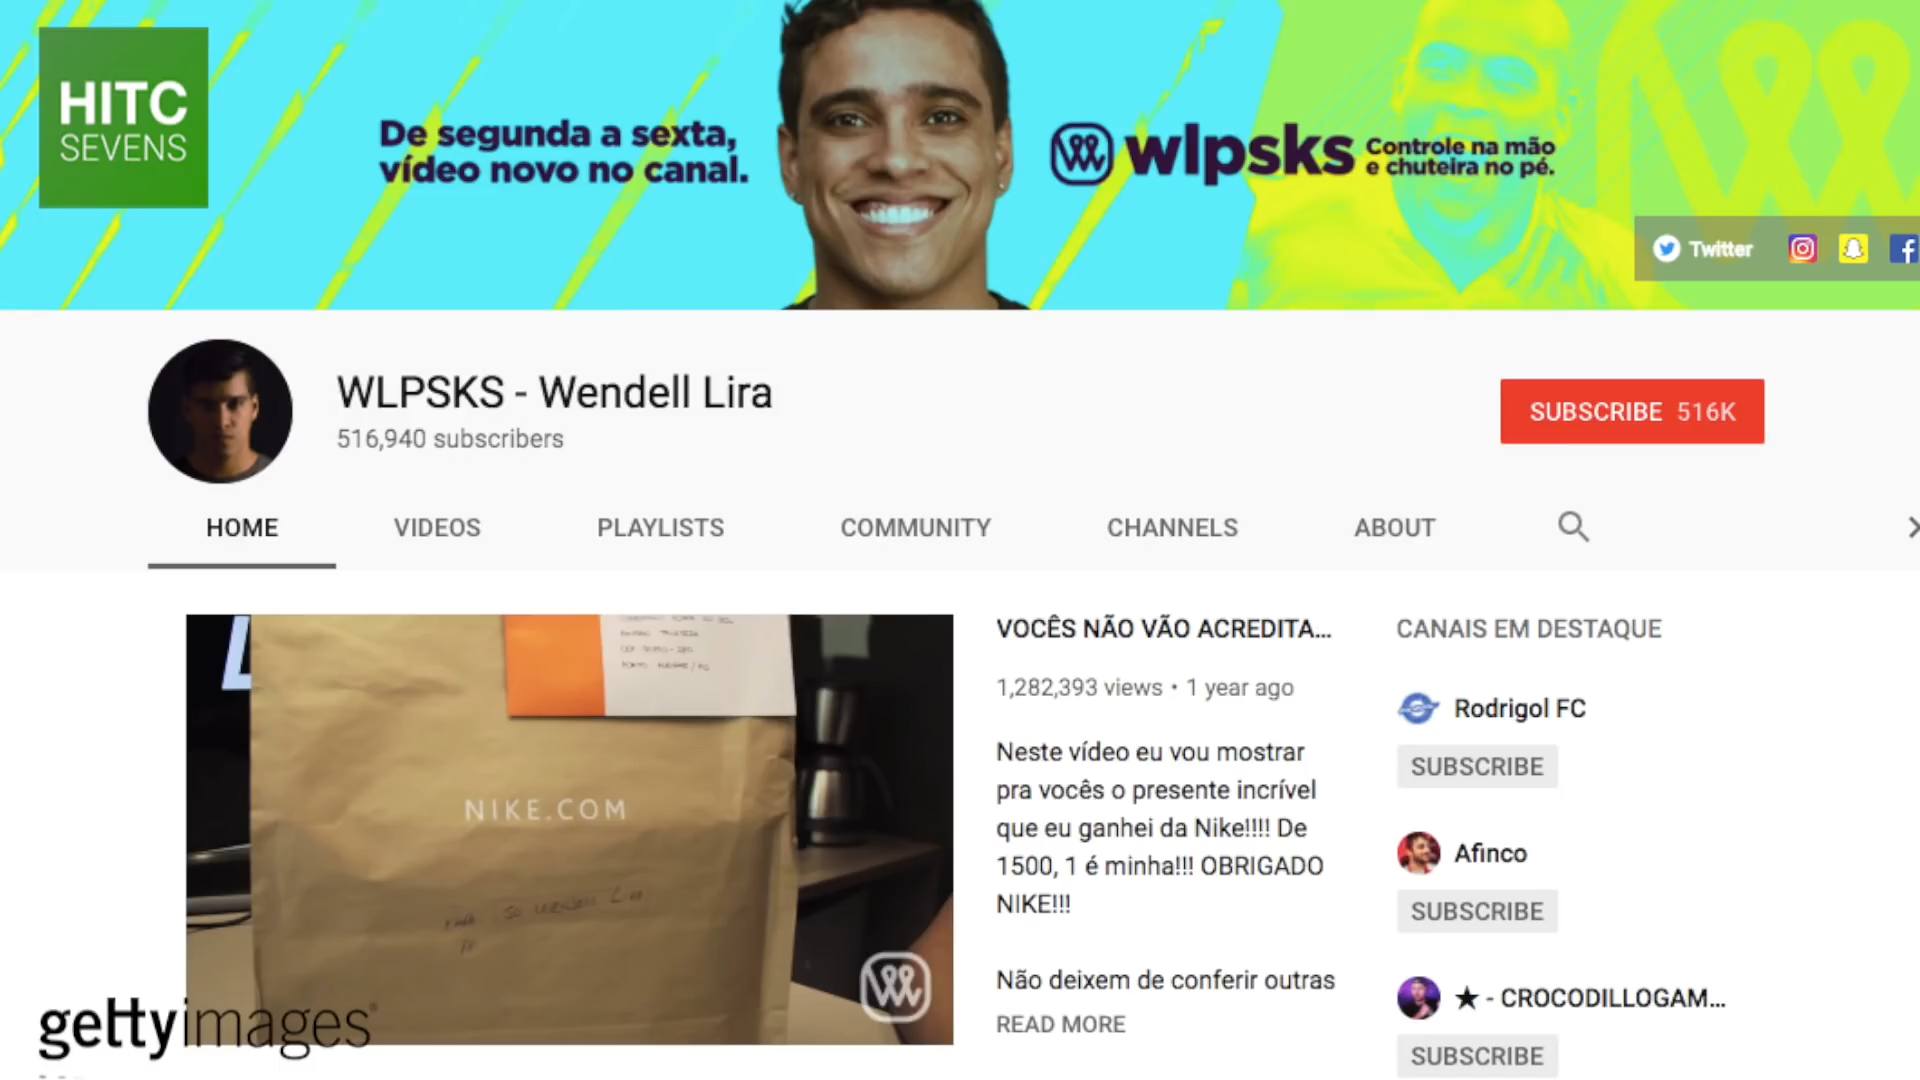 HITC
SEVENS
De segunda a sexta,
vídeo novo no canal.
wlpsks
Controle na mão
e chuteira no pé.
Twitter
WLPSKS - Wendell Lira
516,940 subscribers
SUBSCRIBE 516K
HOME VIDEOS PLAYLISTS COMMUNITY CHANNELS ABOUT
NIKE.COM
VOCÊS NÃO VÃO ACREDITA...
1,282,393 views • 1 year ago
Neste vídeo eu vou mostrar
pra vocês o presente incrível
que eu ganhei da Nike!!!! De
1500, 1 é minha!!! OBRIGADO
NIKE!!!
Não deixem de conferir outras
READ MORE
CANAIS EM DESTAQUE
Rodrigol FC
SUBSCRIBE
Afinco
SUBSCRIBE
★ - CROCODILLOGAM...
SUBSCRIBE
gettyimages®